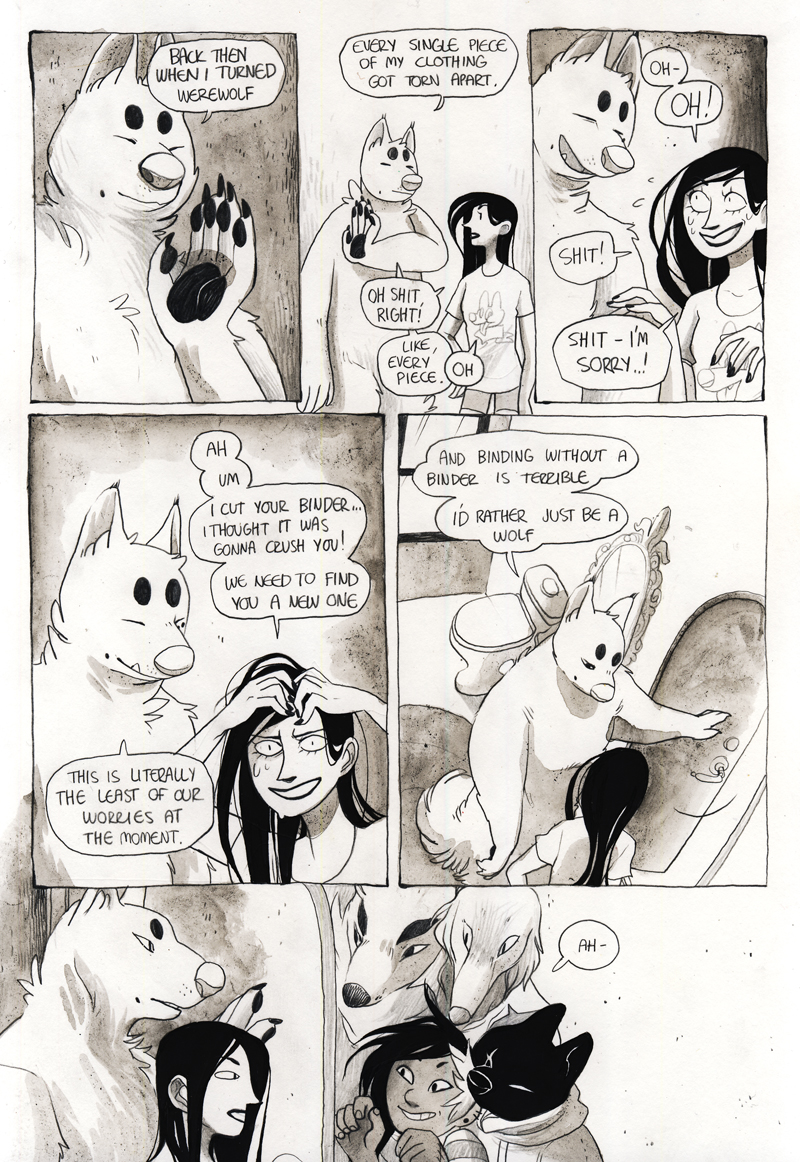 BACK THEN
WHEN I TURNED
WEREWOLF
EVERY SINGLE PIECE
OF MY CLOTHING
GOT TORN APART.
OH SHIT,
RIGHT!
LIKE,
EVERY
PIECE.
OH
OH-
OH!
SHIT!
SHIT - I'M
SORRY..!
AH
UM
I CUT YOUR BINDER...
I THOUGHT IT WAS
GONNA CRUSH YOU!
WE NEED TO FIND
YOU A NEW ONE
THIS IS LITERALLY
THE LEAST OF OUR
WORRIES AT
THE MOMENT.
AND BINDING WITHOUT A
BINDER IS TERRIBLE
I'D RATHER JUST BE A
WOLF
AH-